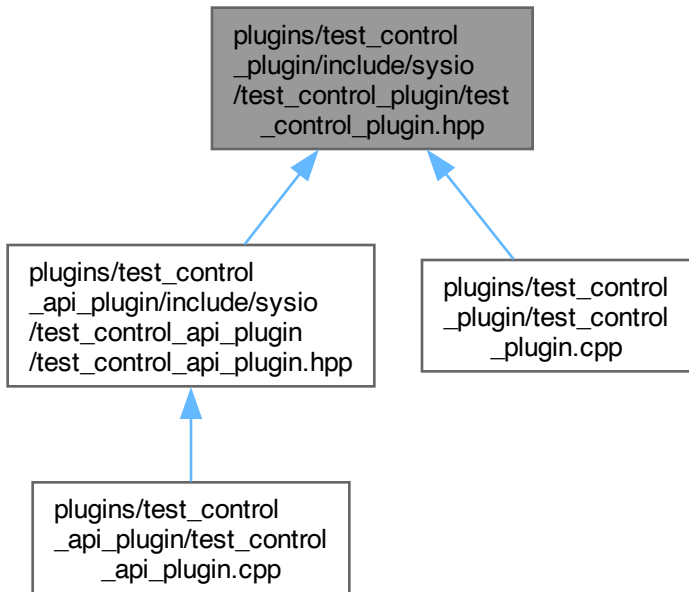 plugins/test_control
_plugin/include/sysio
/test_control_plugin/test
_control_plugin.hpp
plugins/test_control
_api_plugin/include/sysio
/test_control_api_plugin
/test_control_api_plugin.hpp
plugins/test_control
_plugin/test_control
_plugin.cpp
plugins/test_control
_api_plugin/test_control
_api_plugin.cpp